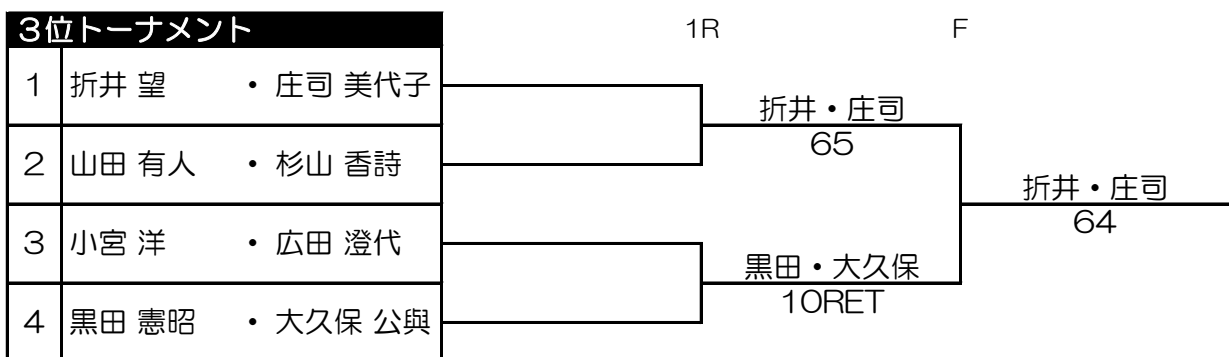 3位トーナメント 1R F
1 折井 望 ・ 庄司 美代子
折井・庄司
65
2 山田 有人 ・ 杉山 香詩
折井・庄司
64
3 小宮 洋 ・ 広田 澄代
黒田・大久保
10RET
4 黒田 憲昭 ・ 大久保 公與